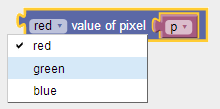 red value of pixel p
red
green
blue